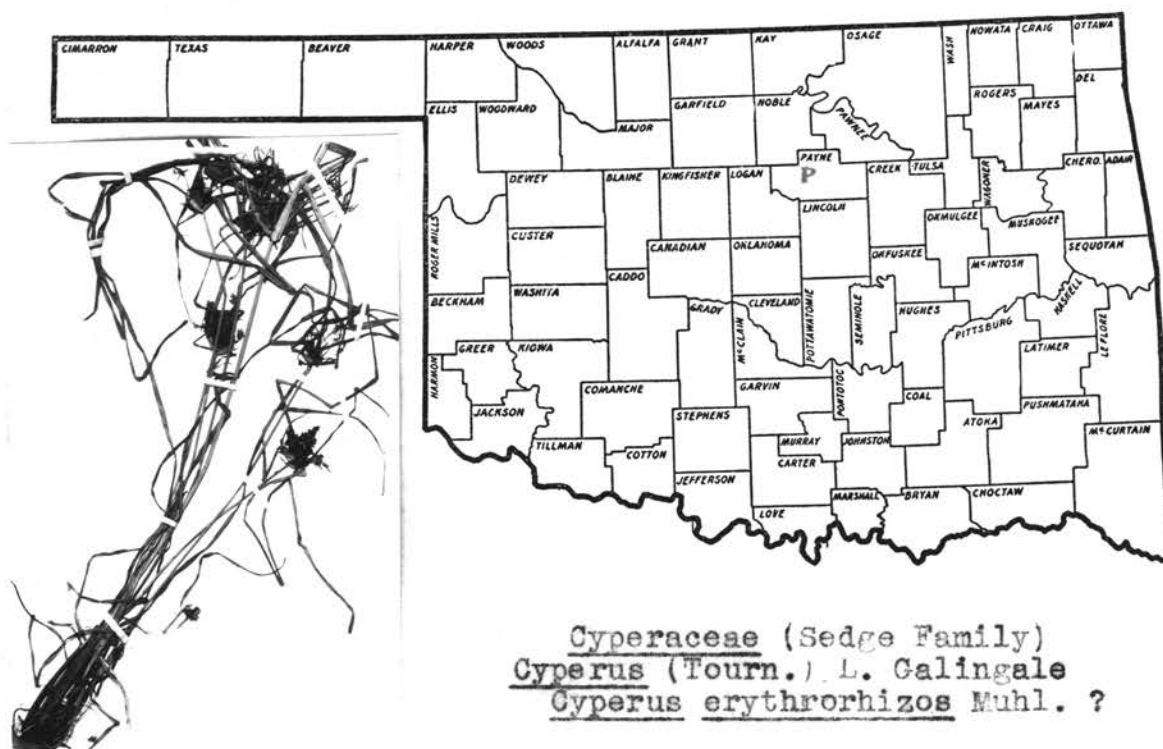 CIMARRON TEXAS BEAVER HARPER WOODS ALFALFA GRANT KAY OSAGE WASH NOWATA CRAIG OTTAWA
DEL
ELLIS WOODWARD GARFIELD NOBLE PAWNEE ROGERS MAYES
MAJOR
PAYNE
P
DEWEY BLAINE KINGFISHER LOGAN CREEK TULSA WAGONER CHERO. ADAIR
LINCOLN
ROGER MILLS CUSTER CANADIAN OKLAHOMA OKFUSKEE OKMULGEE MUSKOGEE SEQUOYAH
CADDO McINTOSH
BECKHAM WASHITA GRADY McCLAIN CLEVELAND POTTAWATOMIE SEMINOLE HUGHES PITTSBURG HASKELL LE FLORE
HARMON GREER KIOWA LATIMER
COMANCHE GARVIN PONTOTOC COAL
JACKSON STEPHENS ATOKA PUSHMATAHA
TILLMAN COTTON MURRAY JOHNSTON McCURTAIN
CARTER
JEFFERSON LOVE MARSHALL BRYAN CHOCTAW
Cyperaceae (Sedge Family)
Cyperus (Tourn.) L. Galingale
Cyperus erythrorhizos Muhl. ?